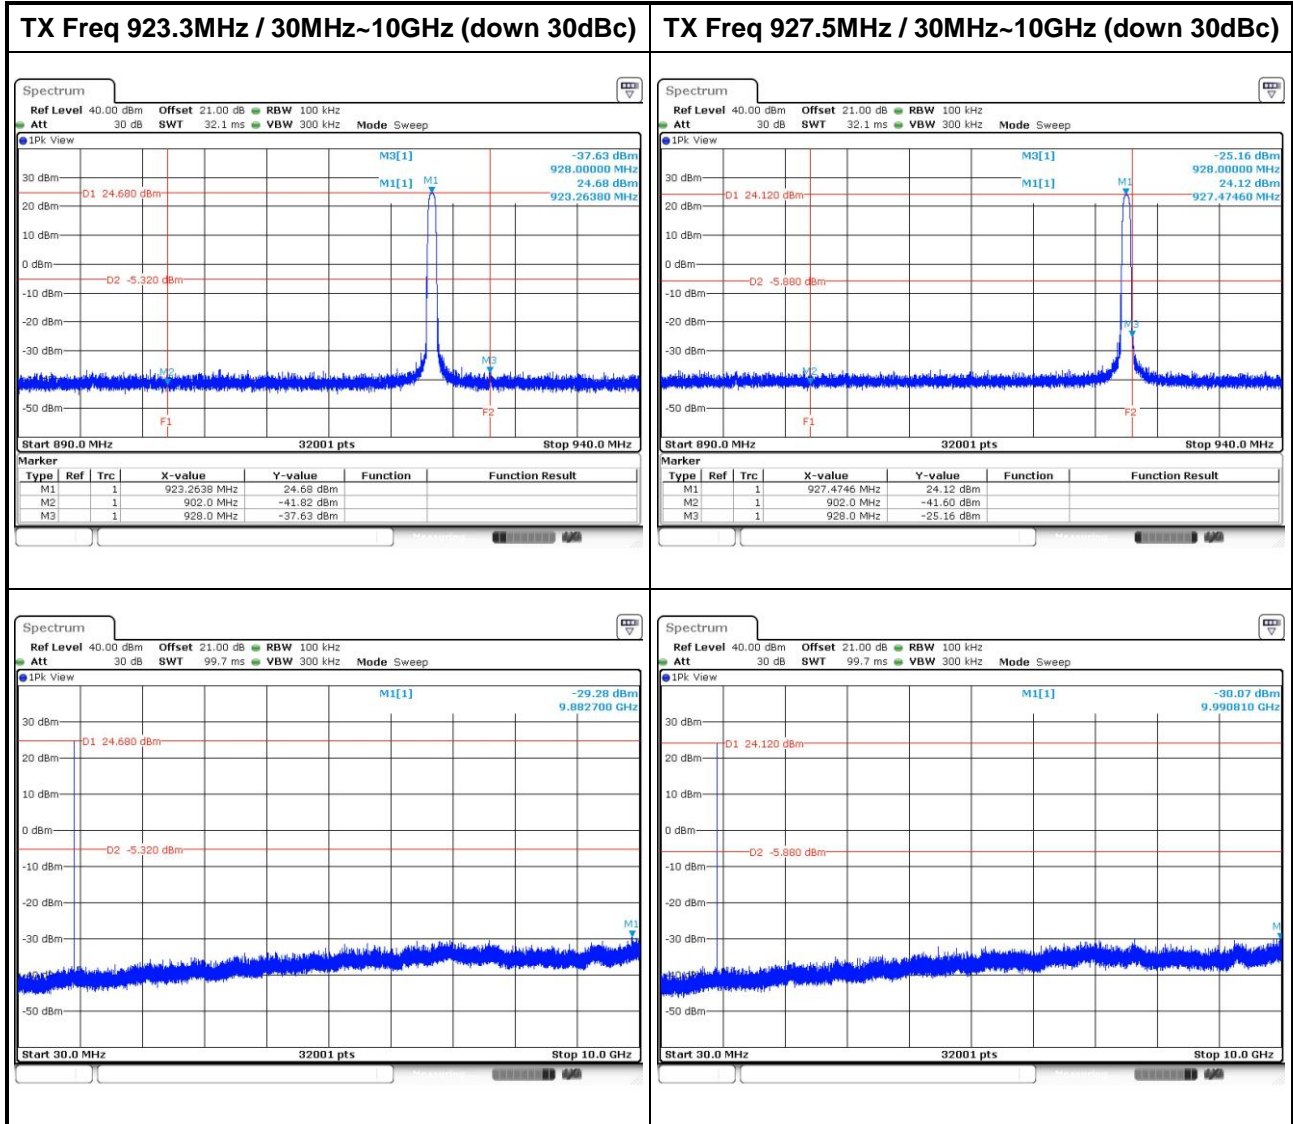 TX Freq 923.3MHz / 30MHz~10GHz (down 30dBc)
TX Freq 927.5MHz / 30MHz~10GHz (down 30dBc)
Spectrum
Ref Level 40.00 dBm Offset 21.00 dB RBW 100 kHz
Att 30 dB SWT 32.1 ms VBW 300 kHz Mode Sweep
1Pk View
M3[1] -37.63 dBm
928.00000 MHz
M1[1] 24.68 dBm
923.26380 MHz
M1
30 dBm
D1 24.680 dBm
20 dBm
10 dBm
0 dBm
D2 -5.320 dBm
-10 dBm
-20 dBm
-30 dBm
M2
M3
-50 dBm
F1
F2
Start 890.0 MHz 32001 pts Stop 940.0 MHz
Marker
Type Ref Trc X-value Y-value Function Function Result
M1 1 923.2638 MHz 24.68 dBm
M2 1 902.0 MHz -41.82 dBm
M3 1 928.0 MHz -37.63 dBm
Spectrum
Ref Level 40.00 dBm Offset 21.00 dB RBW 100 kHz
Att 30 dB SWT 32.1 ms VBW 300 kHz Mode Sweep
1Pk View
M3[1] -25.16 dBm
928.00000 MHz
M1[1] 24.12 dBm
927.47460 MHz
M1
30 dBm
D1 24.120 dBm
20 dBm
10 dBm
0 dBm
D2 -5.880 dBm
-10 dBm
-20 dBm
M3
-30 dBm
M2
-50 dBm
F1
F2
Start 890.0 MHz 32001 pts Stop 940.0 MHz
Marker
Type Ref Trc X-value Y-value Function Function Result
M1 1 927.4746 MHz 24.12 dBm
M2 1 902.0 MHz -41.60 dBm
M3 1 928.0 MHz -25.16 dBm
Measuring
Spectrum
Ref Level 40.00 dBm Offset 21.00 dB RBW 100 kHz
Att 30 dB SWT 99.7 ms VBW 300 kHz Mode Sweep
1Pk View
M1[1] -29.28 dBm
9.882700 GHz
30 dBm
D1 24.680 dBm
20 dBm
10 dBm
0 dBm
D2 -5.320 dBm
-10 dBm
-20 dBm
M1
-30 dBm
-50 dBm
Start 30.0 MHz 32001 pts Stop 10.0 GHz
Spectrum
Ref Level 40.00 dBm Offset 21.00 dB RBW 100 kHz
Att 30 dB SWT 99.7 ms VBW 300 kHz Mode Sweep
1Pk View
M1[1] -30.07 dBm
9.990810 GHz
30 dBm
D1 24.120 dBm
20 dBm
10 dBm
0 dBm
D2 -5.880 dBm
-10 dBm
-20 dBm
-30 dBm
-50 dBm
Start 30.0 MHz 32001 pts Stop 10.0 GHz